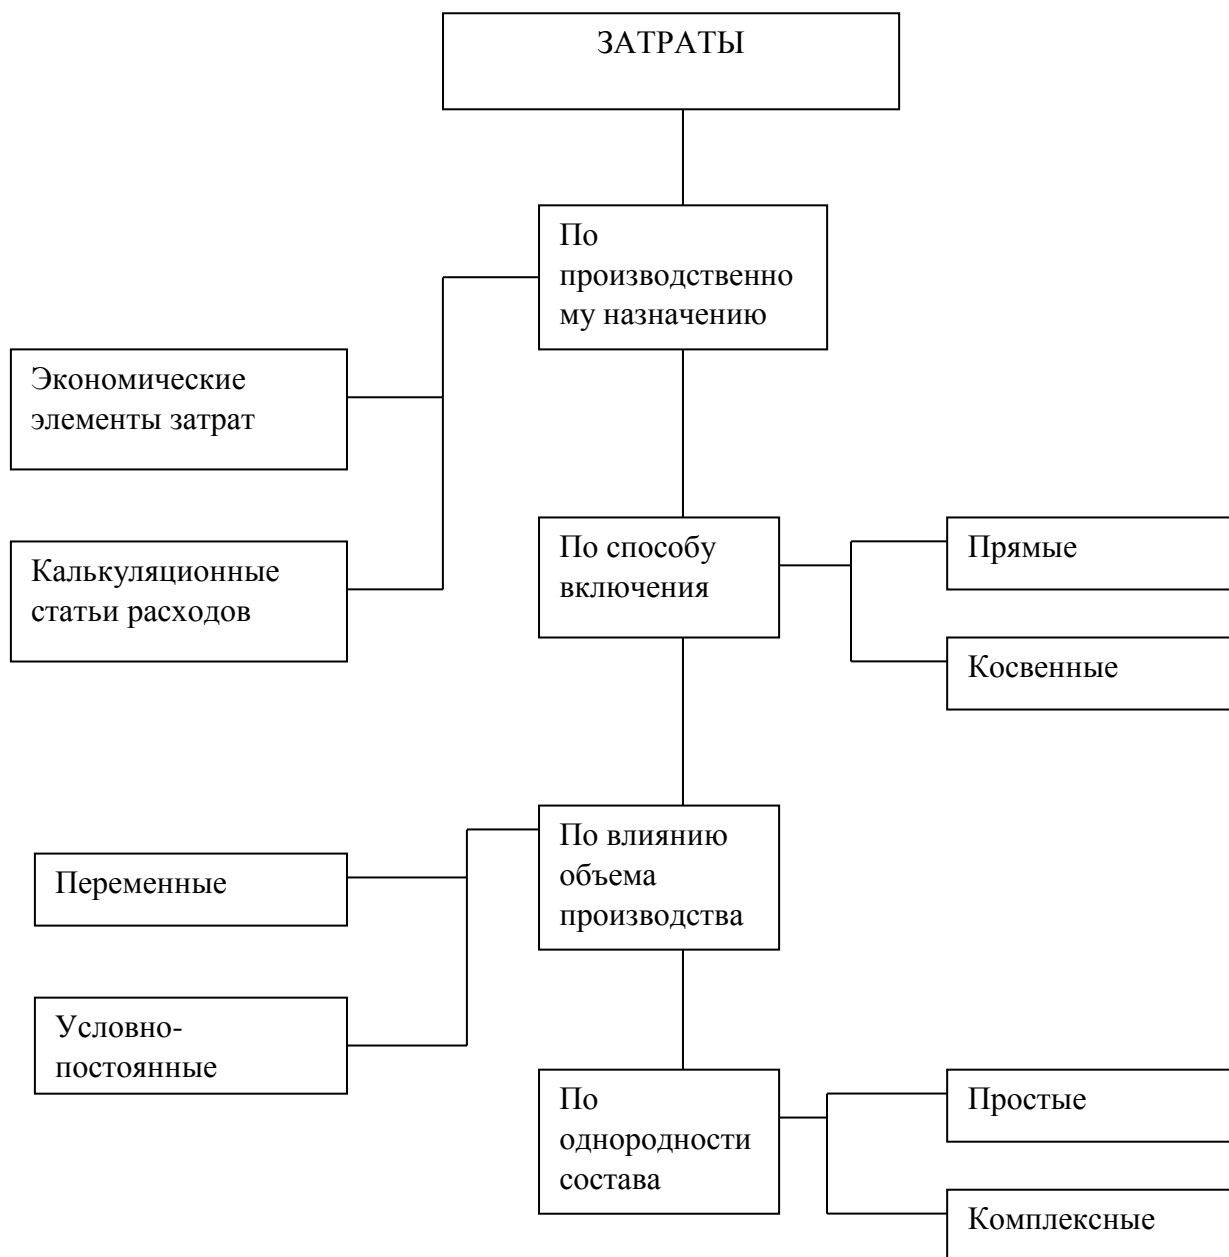 ЗАТРАТЫ
По
производственно
му назначению
Экономические
элементы затрат
Калькуляционные
статьи расходов
По способу
включения
Прямые
Косвенные
По влиянию
объема
производства
Переменные
Условно-
постоянные
По
однородности
состава
Простые
Комплексные